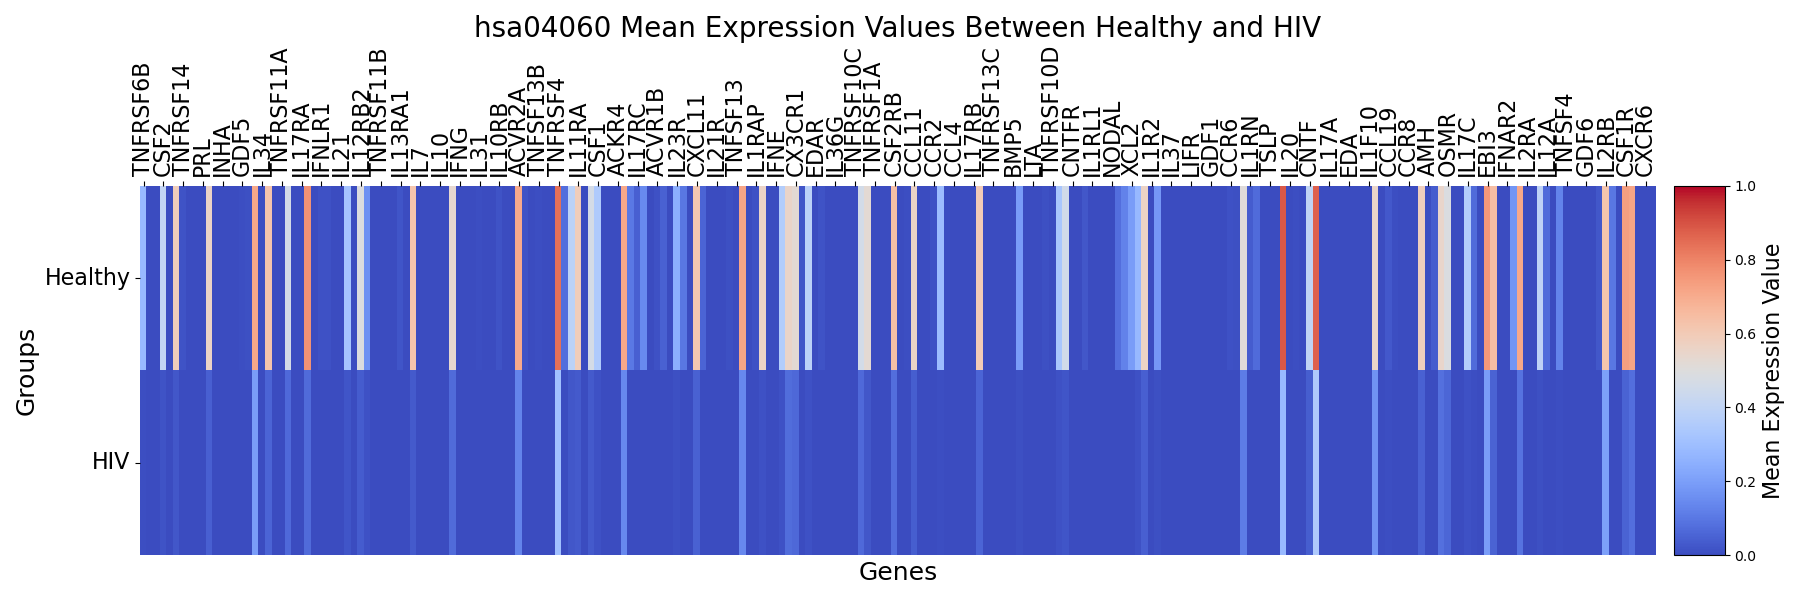 hsa04060 Mean Expression Values Between Healthy and HIV
TNFRSF6B
CSF2
TNFRSF14
PRL
INHA
GDF5
IL34
TNFRSF11A
IL17RA
IFNLR1
IL21
IL12RB2
TNFRSF11B
IL13RA1
IL7
IL10
IFNG
IL31
IL10RB
ACVR2A
TNFSF13B
TNFRSF4
IL11RA
CSF1
ACKR4
IL17RC
ACVR1B
IL23R
CXCL11
IL21R
TNFSF13
IL1RAP
IFNE
CX3CR1
EDAR
IL36G
TNFRSF10C
TNFRSF1A
CSF2RB
CCL11
CCR2
CCL4
IL17RB
TNFRSF13C
BMP5
LTA
TNFRSF10D
CNTFR
IL1RL1
NODAL
XCL2
IL1R2
IL37
LIFR
GDF1
CCR6
IL1RN
TSLP
IL20
CNTF
IL17A
EDA
IL1F10
CCL19
CCR8
AMH
OSMR
IL17C
EBI3
IFNAR2
IL2RA
IL12A
TNFSF4
GDF6
IL2RB
CSF1R
CXCR6
Healthy
HIV
Groups
Genes
1.0
0.8
0.6
0.4
0.2
0.0
Mean Expression Value